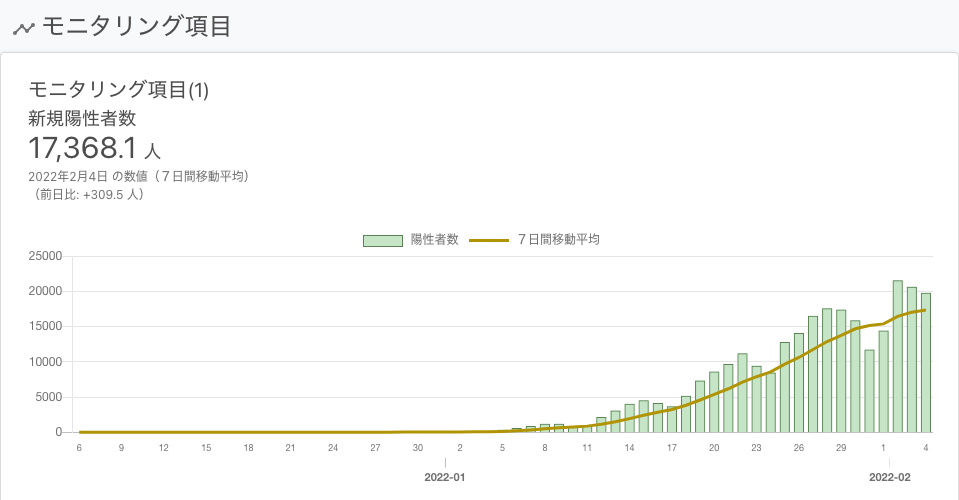 モニタリング項目
モニタリング項目(1)
新規陽性者数
17,368.1 人
2022年2月4日 の数値（７日間移動平均）
（前日比: +309.5 人）
陽性者数 ７日間移動平均
25000
20000
15000
10000
5000
0
6 9 12 15 18 21 24 27 30 2 5 8 11 14 17 20 23 26 29 1 4
2022-01 2022-02